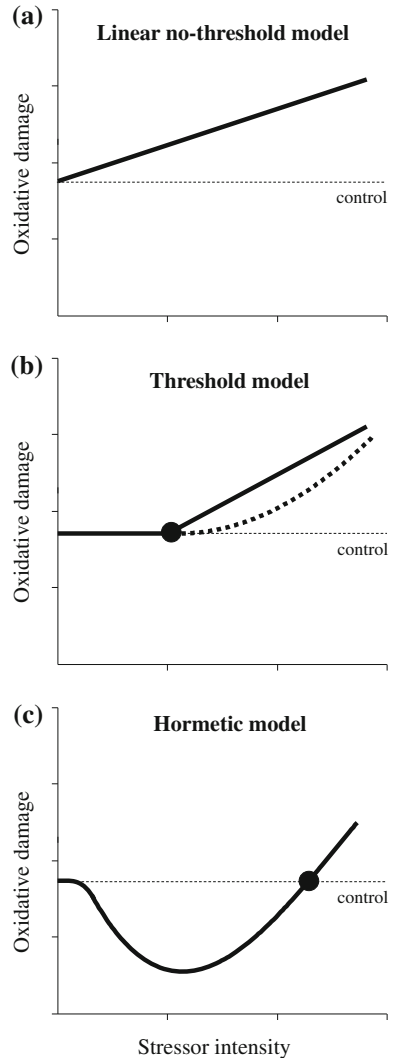 (a)
Linear no-threshold model
Oxidative damage
control
(b)
Threshold model
Oxidative damage
control
(c)
Hormetic model
Oxidative damage
control
Stressor intensity